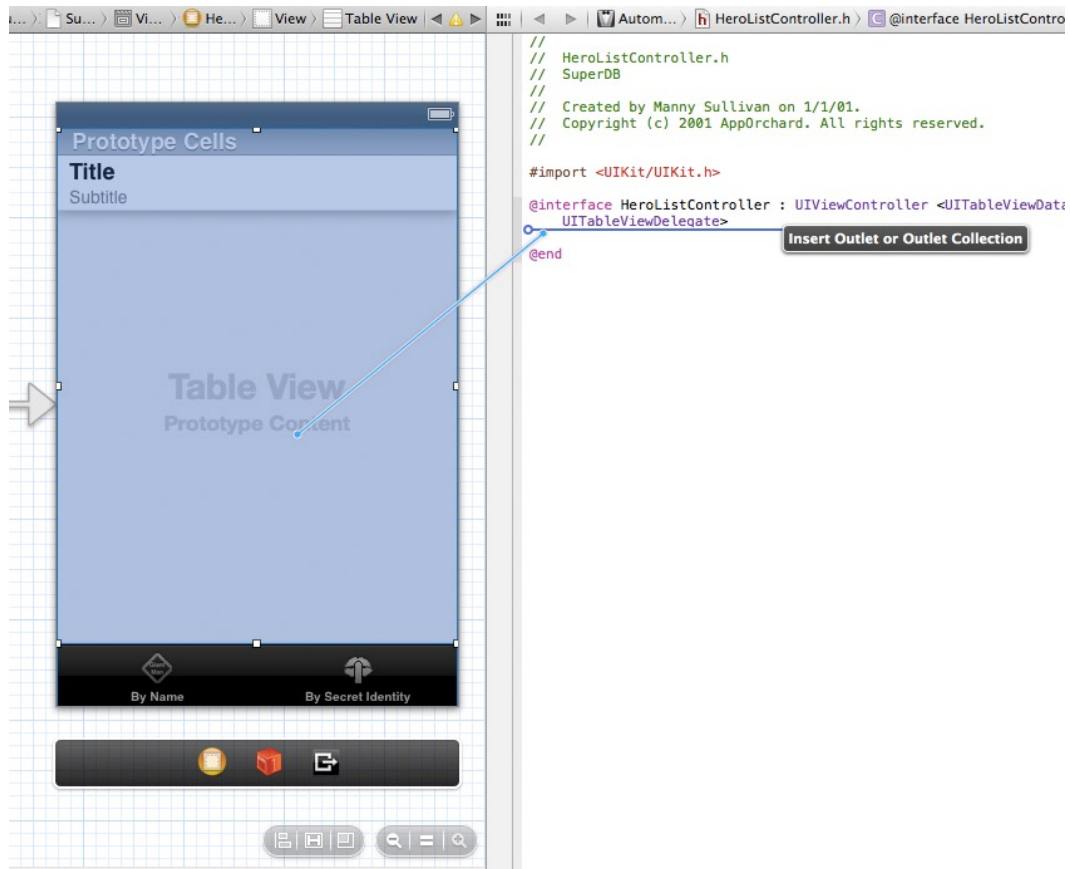 u... Su... Vi... He... View Table View
Autom... HeroListController.h @interface HeroListContro
//
//  HeroListController.h
//  SuperDB
//
//  Created by Manny Sullivan on 1/1/01.
//  Copyright (c) 2001 AppOrchard. All rights reserved.
//
#import <UIKit/UIKit.h>
@interface HeroListController : UIViewController <UITableViewData
UITableViewDelegate>
Insert Outlet or Outlet Collection
@end
Prototype Cells
Title
Subtitle
Table View
Prototype Content
Giant Man
By Name
By Secret Identity